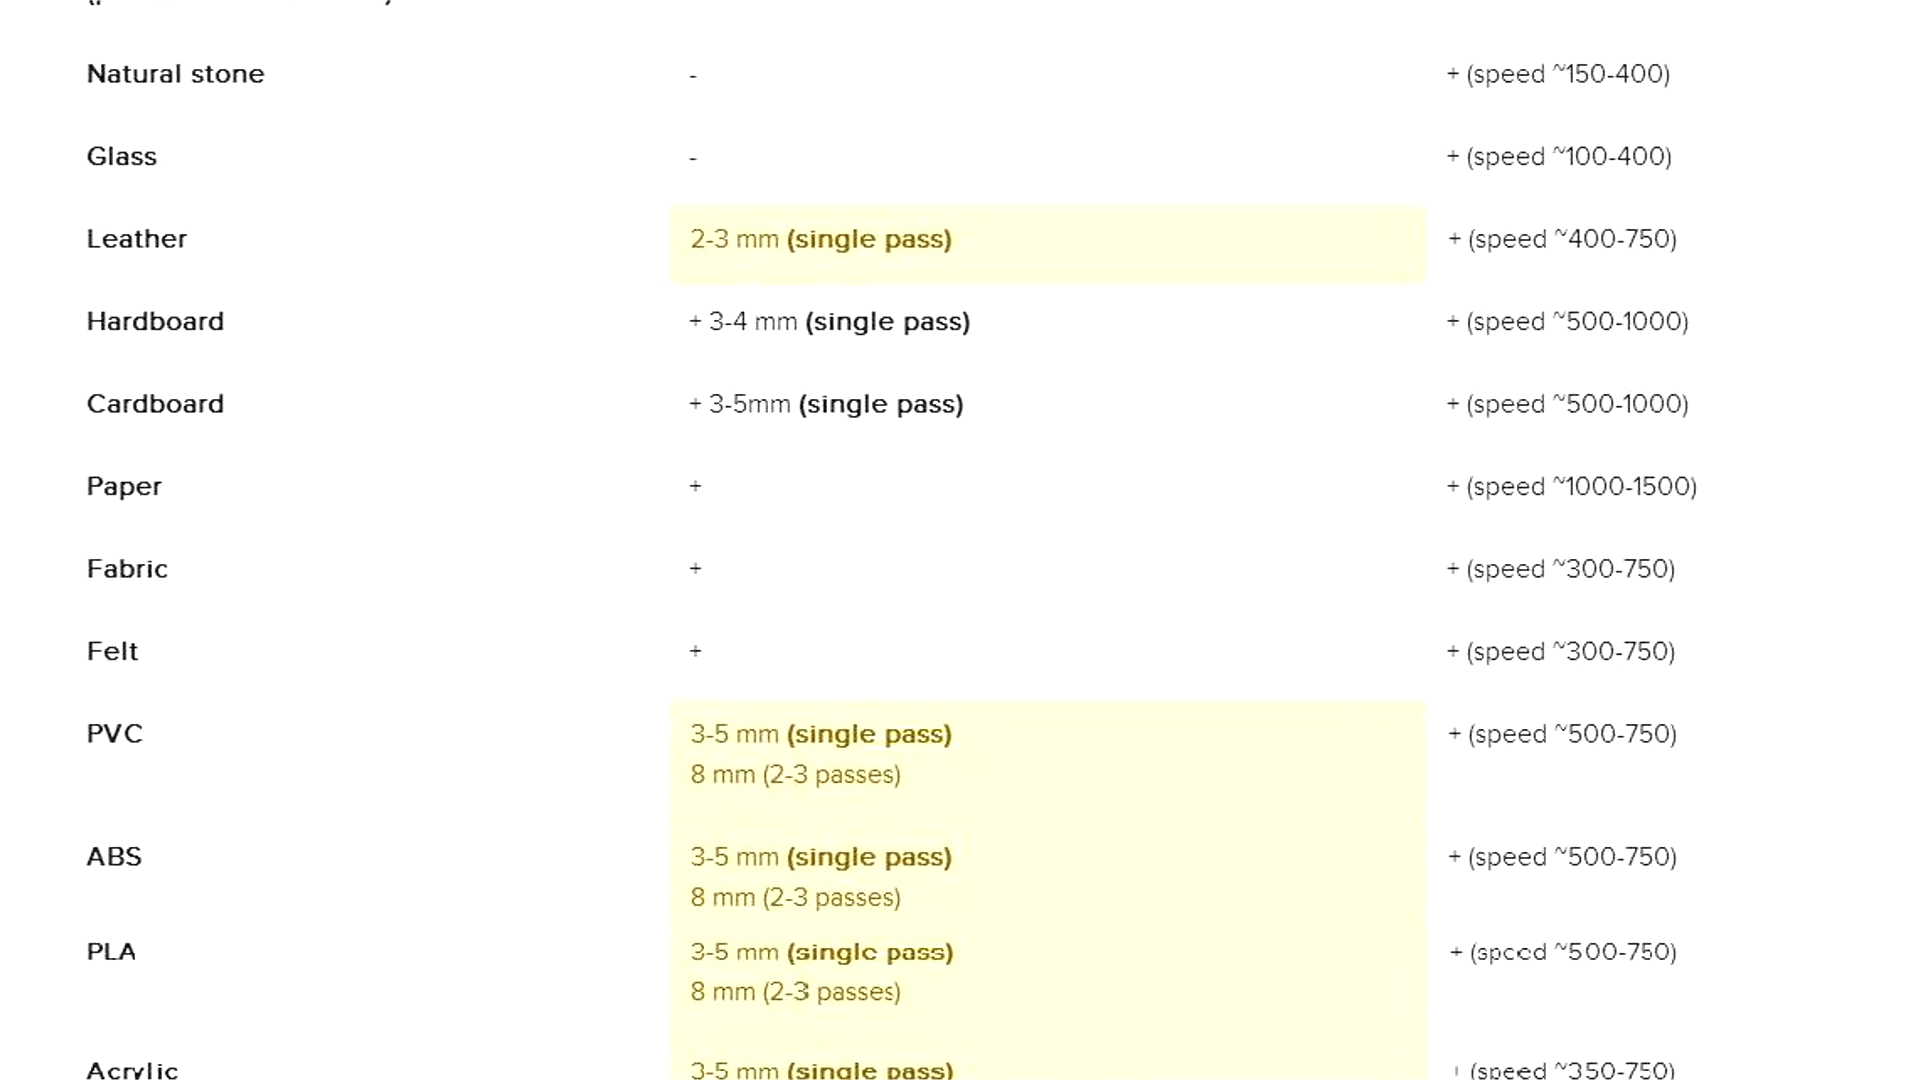 Natural stone - + (speed ~150-400)
Glass - + (speed ~100-400)
Leather 2-3 mm (single pass) + (speed ~400-750)
Hardboard + 3-4 mm (single pass) + (speed ~500-1000)
Cardboard + 3-5mm (single pass) + (speed ~500-1000)
Paper + + (speed ~1000-1500)
Fabric + + (speed ~300-750)
Felt + + (speed ~300-750)
PVC 3-5 mm (single pass) + (speed ~500-750)
8 mm (2-3 passes)
ABS 3-5 mm (single pass) + (speed ~500-750)
8 mm (2-3 passes)
PLA 3-5 mm (single pass) + (speed ~500-750)
8 mm (2-3 passes)
Acrylic 3-5 mm (single pass) + (speed ~350-750)